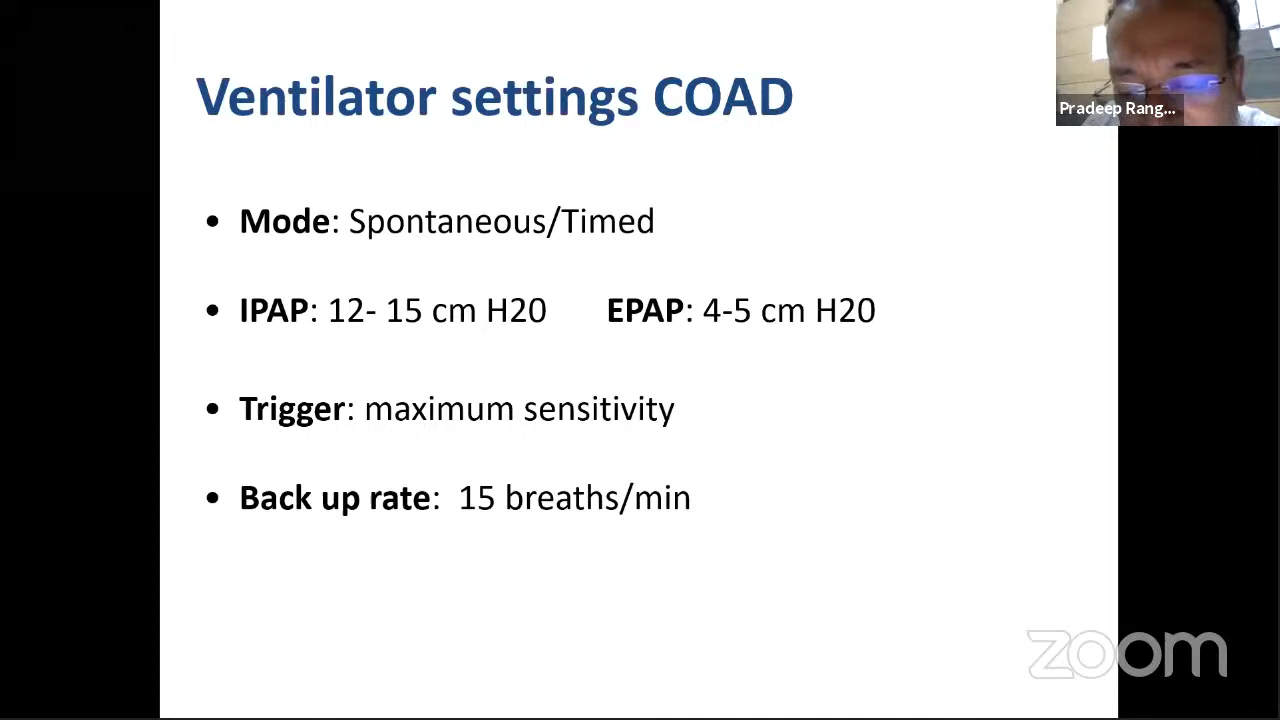 Ventilator settings COAD
Pradeep Rang...
• Mode: Spontaneous/Timed
• IPAP: 12- 15 cm H20 EPAP: 4-5 cm H20
• Trigger: maximum sensitivity
• Back up rate: 15 breaths/min
zoom